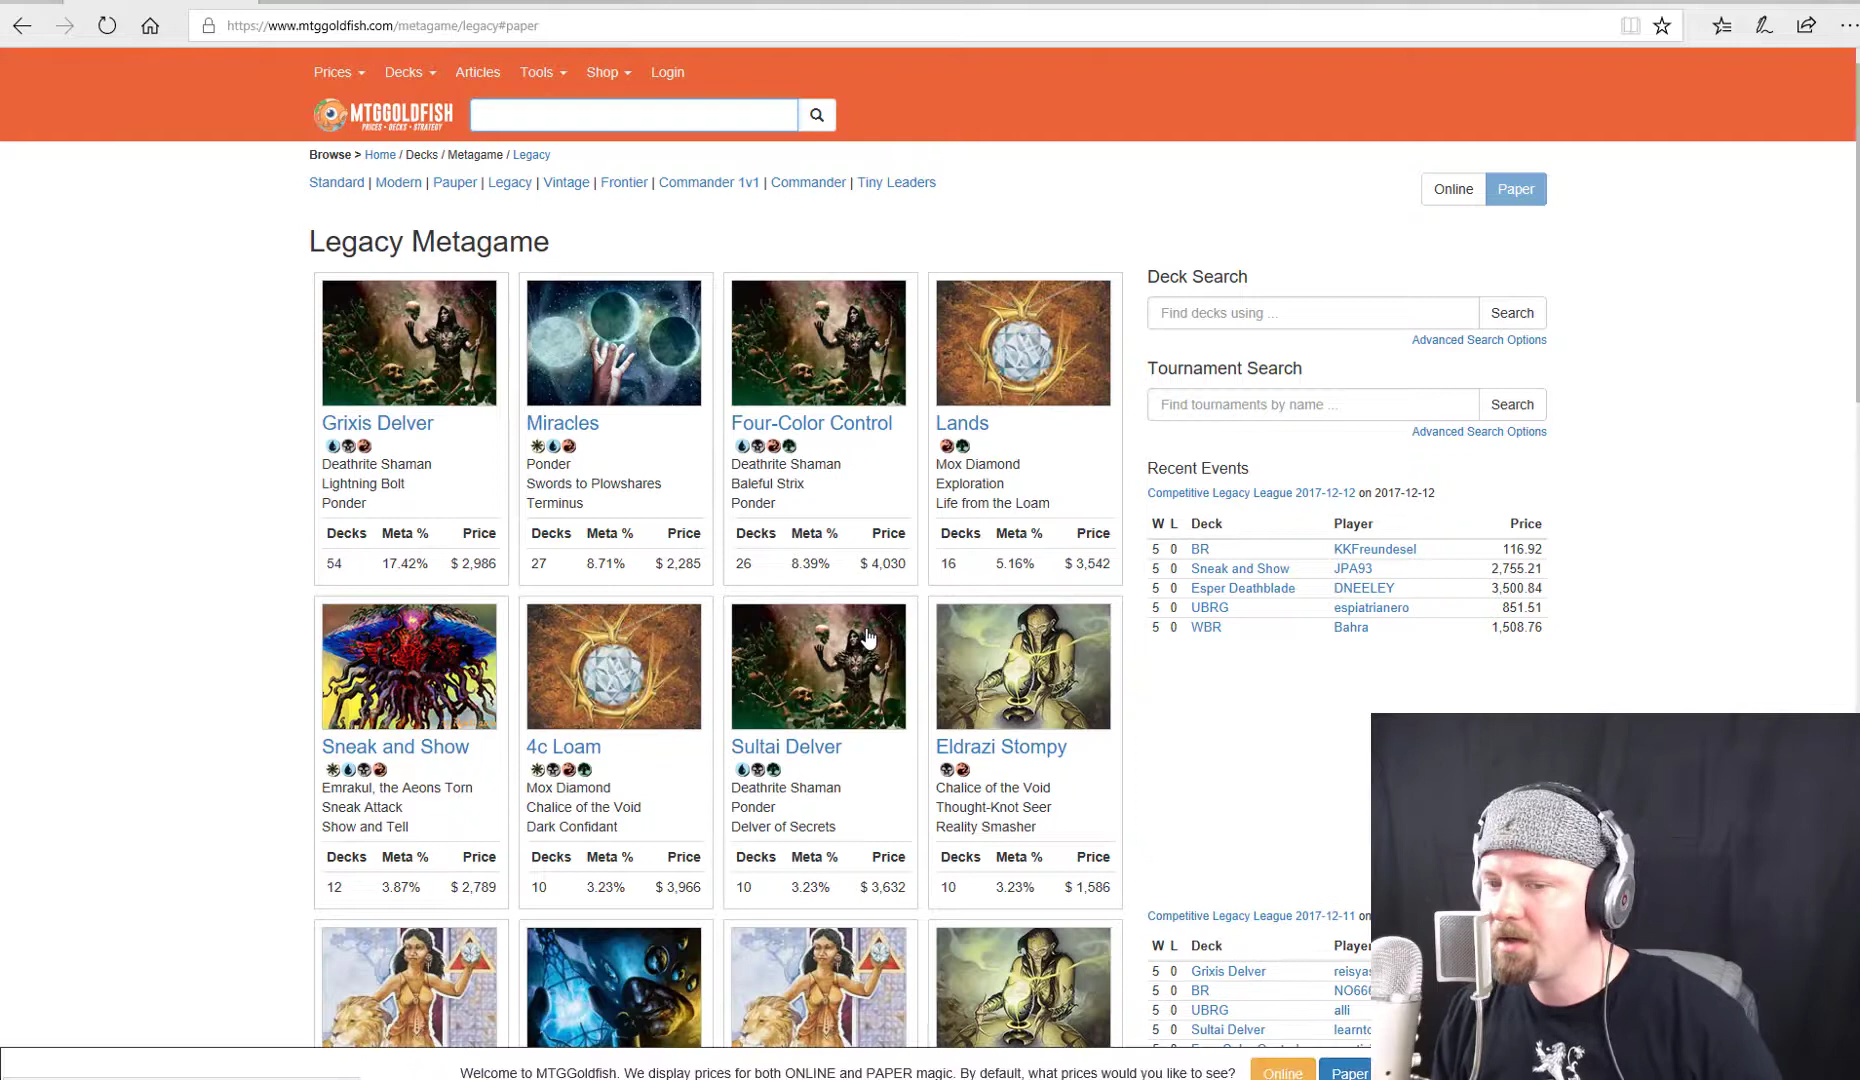 https://www.mtggoldfish.com/metagame/legacy#paper
Prices Decks Articles Tools Shop Login
MTGGOLDFISH
PRICES • DECKS • STRATEGY
Browse > Home / Decks / Metagame / Legacy
Standard | Modern | Pauper | Legacy | Vintage | Frontier | Commander 1v1 | Commander | Tiny Leaders
Online Paper
Legacy Metagame
Grixis Delver
Deathrite Shaman
Lightning Bolt
Ponder
Decks Meta % Price
54 17.42% $ 2,986
Miracles
Ponder
Swords to Plowshares
Terminus
Decks Meta % Price
27 8.71% $ 2,285
Four-Color Control
Deathrite Shaman
Baleful Strix
Ponder
Decks Meta % Price
26 8.39% $ 4,030
Lands
Mox Diamond
Exploration
Life from the Loam
Decks Meta % Price
16 5.16% $ 3,542
Sneak and Show
Emrakul, the Aeons Torn
Sneak Attack
Show and Tell
Decks Meta % Price
12 3.87% $ 2,789
4c Loam
Mox Diamond
Chalice of the Void
Dark Confidant
Decks Meta % Price
10 3.23% $ 3,966
Sultai Delver
Deathrite Shaman
Ponder
Delver of Secrets
Decks Meta % Price
10 3.23% $ 3,632
Eldrazi Stompy
Chalice of the Void
Thought-Knot Seer
Reality Smasher
Decks Meta % Price
10 3.23% $ 1,586
Deck Search
Find decks using ... Search
Advanced Search Options
Tournament Search
Find tournaments by name ... Search
Advanced Search Options
Recent Events
Competitive Legacy League 2017-12-12 on 2017-12-12
W L Deck Player Price
5 0 BR KKFreundesel 116.92
5 0 Sneak and Show JPA93 2,755.21
5 0 Esper Deathblade DNEELEY 3,500.84
5 0 UBRG espiatrianero 851.51
5 0 WBR Bahra 1,508.76
Competitive Legacy League 2017-12-11 on
W L Deck Playe
5 0 Grixis Delver reisyas
5 0 BR NO666
5 0 UBRG alli
5 0 Sultai Delver learnto
Welcome to MTGGoldfish. We display prices for both ONLINE and PAPER magic. By default, what prices would you like to see? Online Paper